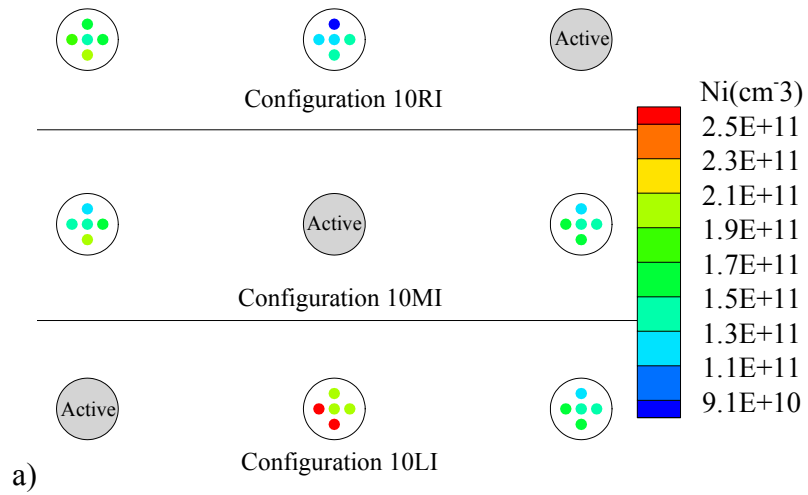 Active
Configuration 10RI
Ni(cm-3)
2.5E+11
2.3E+11
2.1E+11
1.9E+11
1.7E+11
1.5E+11
1.3E+11
1.1E+11
9.1E+10
Active
Configuration 10MI
Active
Configuration 10LI
a)